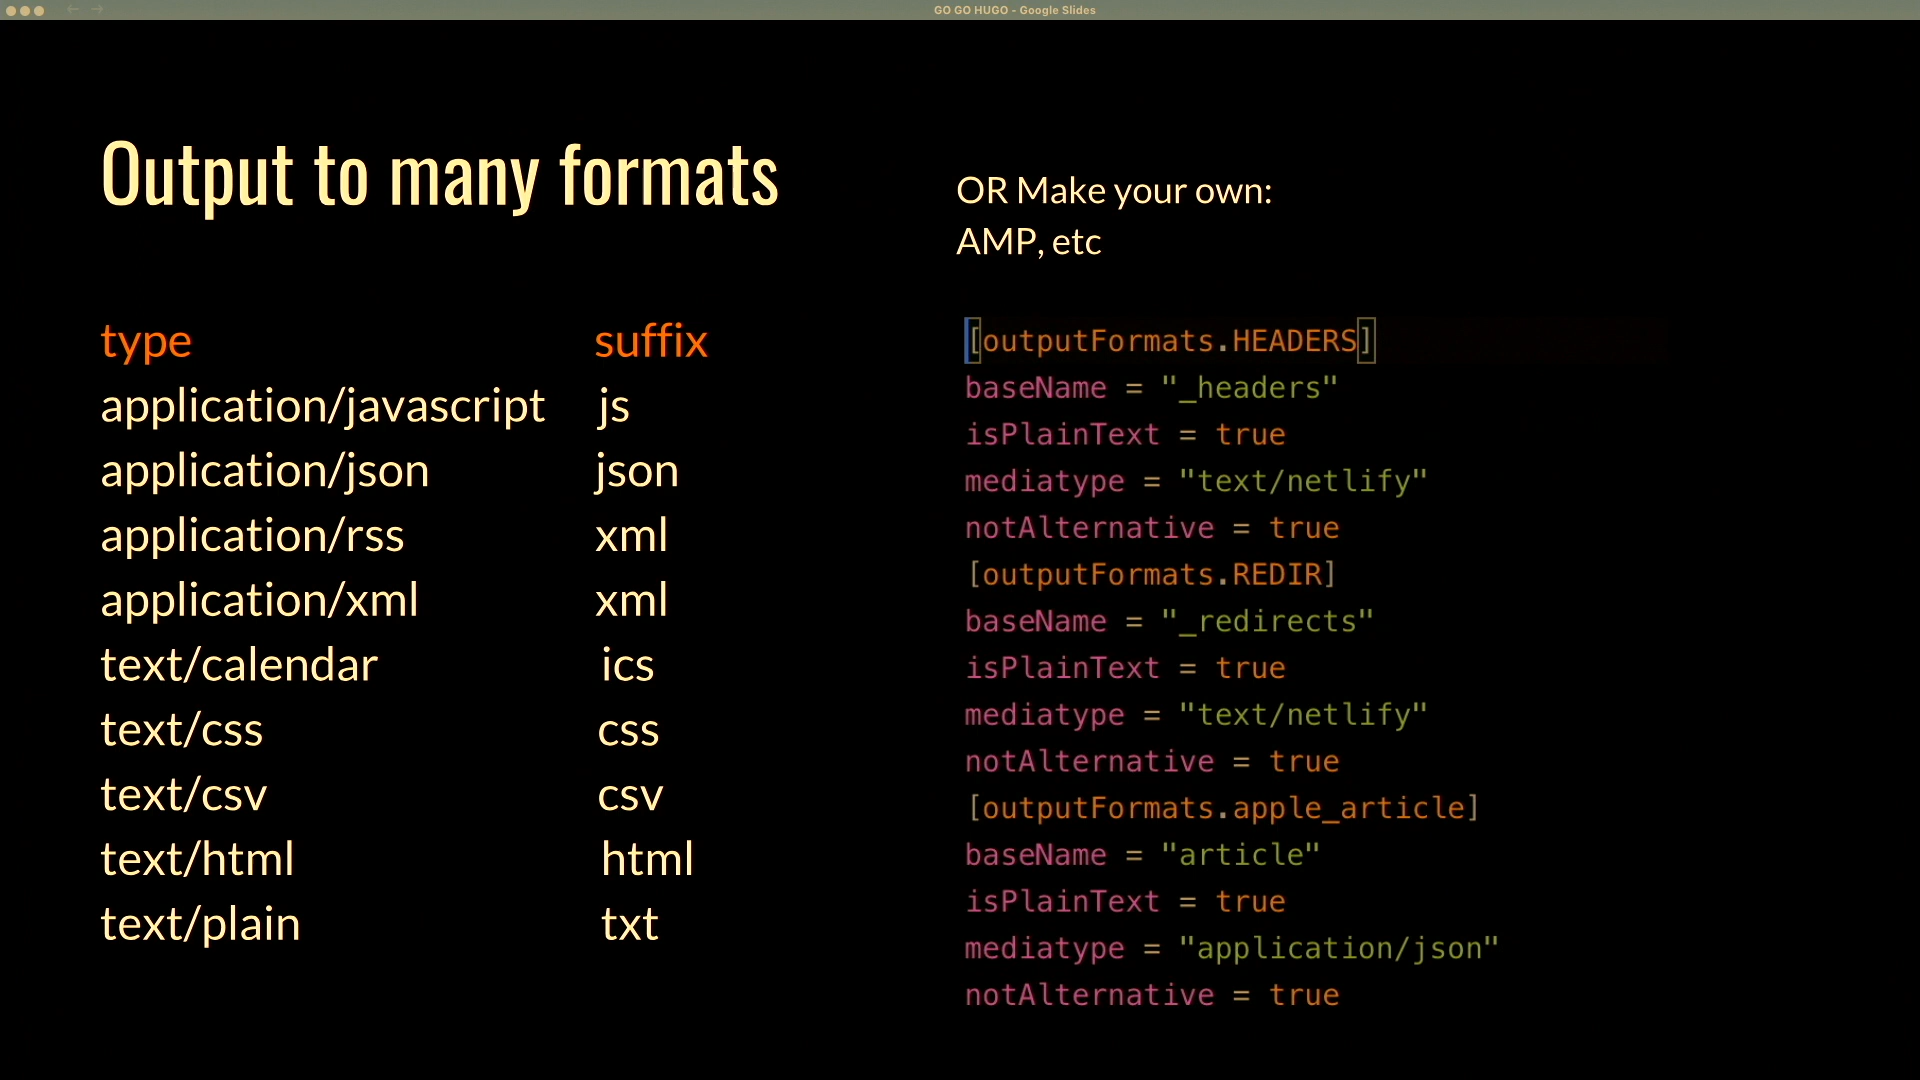 GO GO HUGO - Google Slides
Output to many formats
type suffix
application/javascript js
application/json json
application/rss xml
application/xml xml
text/calendar ics
text/css css
text/csv csv
text/html html
text/plain txt
OR Make your own:
AMP, etc
[outputFormats.HEADERS]
baseName = "_headers"
isPlainText = true
mediatype = "text/netlify"
notAlternative = true
[outputFormats.REDIR]
baseName = "_redirects"
isPlainText = true
mediatype = "text/netlify"
notAlternative = true
[outputFormats.apple_article]
baseName = "article"
isPlainText = true
mediatype = "application/json"
notAlternative = true